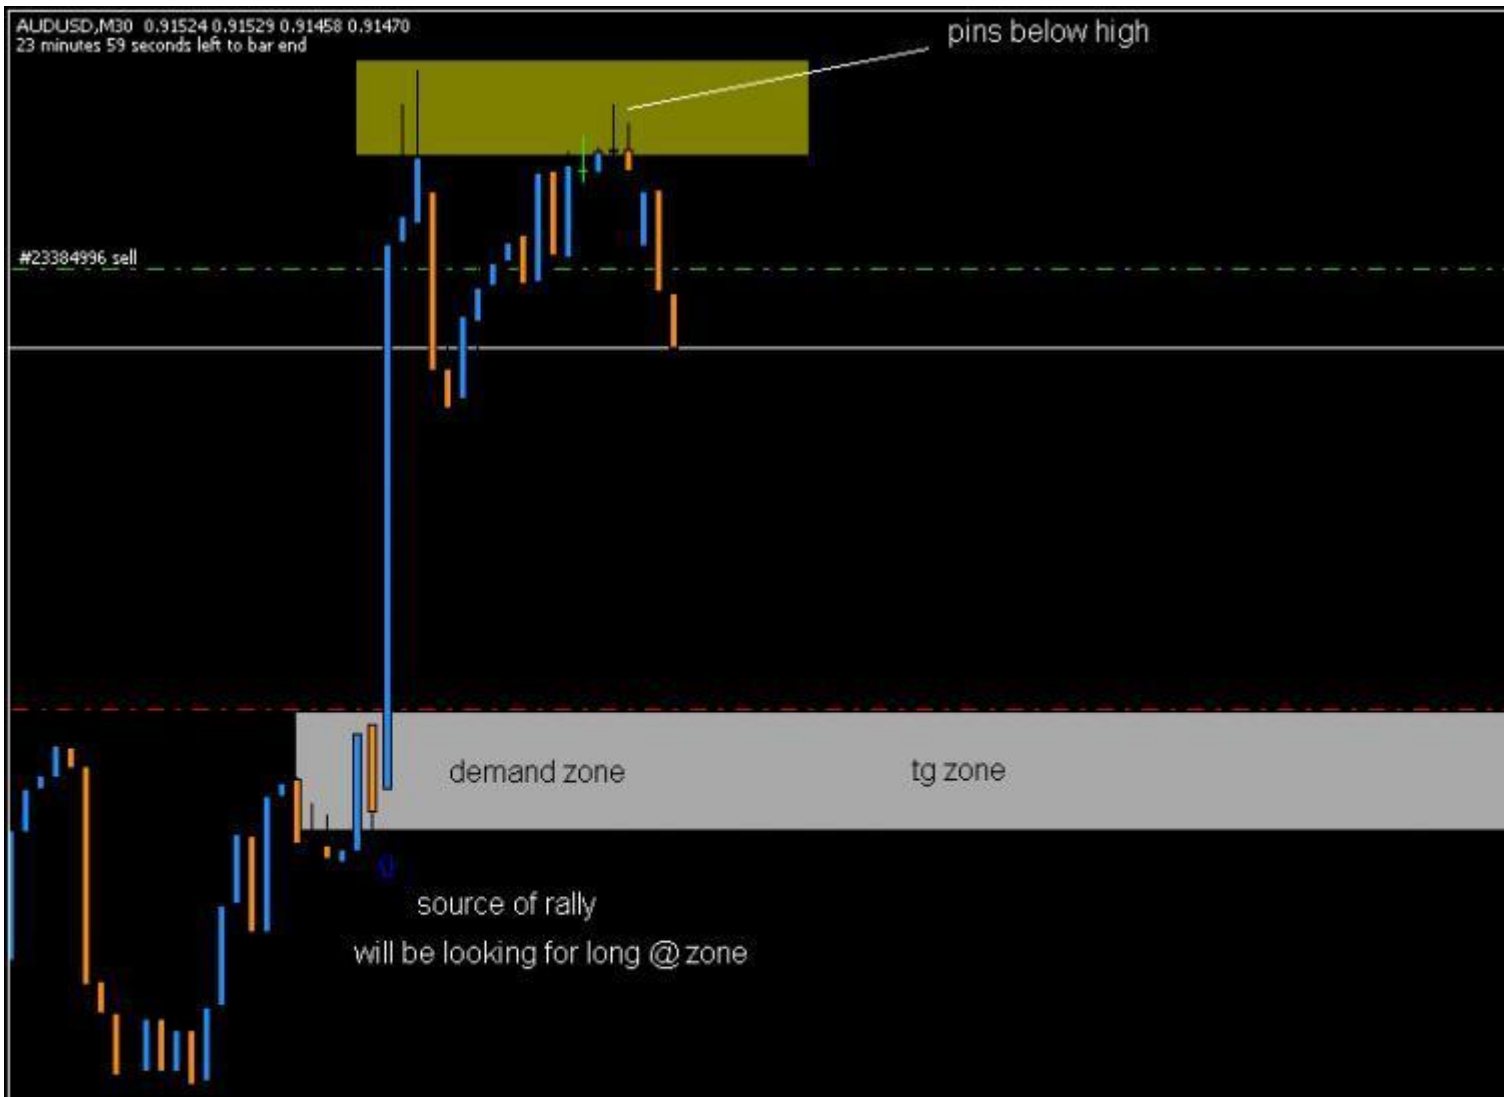 AUDUSD,M30 0.91524 0.91529 0.91458 0.91470
23 minutes 59 seconds left to bar end
pins below high
#23384996 sell
demand zone
tg zone
source of rally
will be looking for long @ zone